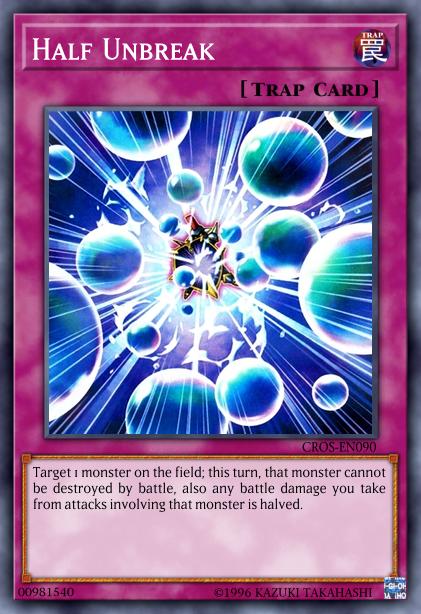 Half Unbreak
TRAP
罠
[Trap Card]
CROS-EN090
Target 1 monster on the field; this turn, that monster cannot
be destroyed by battle, also any battle damage you take
from attacks involving that monster is halved.
00981540
©1996 KAZUKI TAKAHASHI